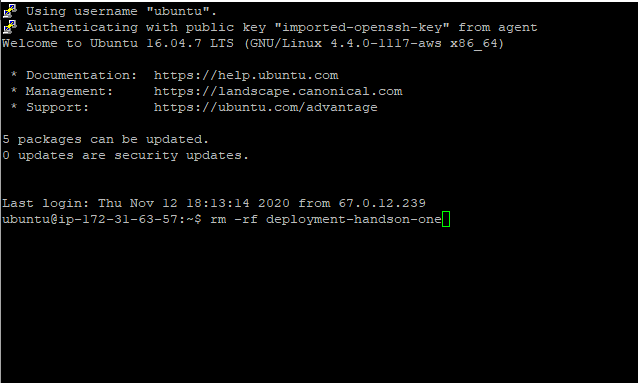 Using username "ubuntu".
Authenticating with public key "imported-openssh-key" from agent
Welcome to Ubuntu 16.04.7 LTS (GNU/Linux 4.4.0-1117-aws x86_64)
* Documentation:  https://help.ubuntu.com
* Management:     https://landscape.canonical.com
* Support:        https://ubuntu.com/advantage
5 packages can be updated.
0 updates are security updates.
Last login: Thu Nov 12 18:13:14 2020 from 67.0.12.239
ubuntu@ip-172-31-63-57:~$ rm -rf deployment-handson-one